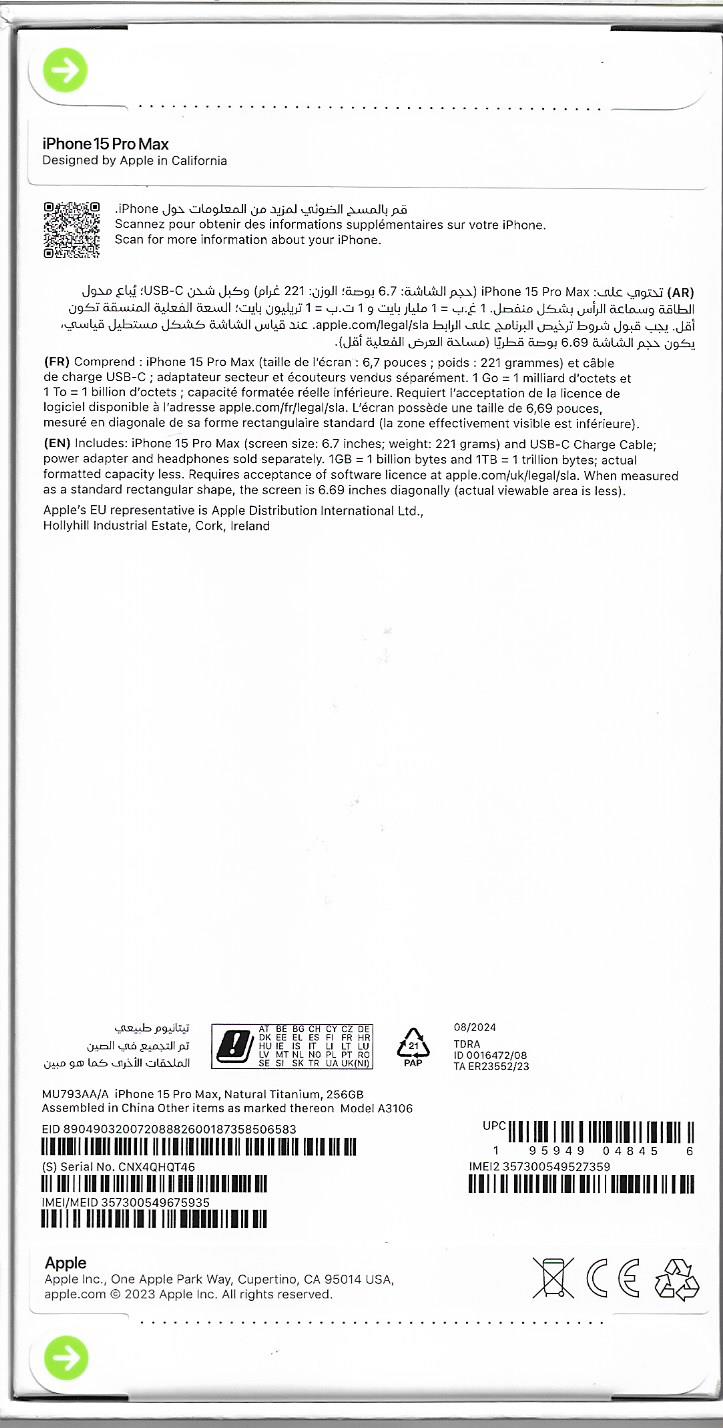 iPhone 15 Pro Max
Designed by Apple in California
قم بالمسح الضوئي لمزيد من المعلومات حول iPhone.
Scannez pour obtenir des informations supplémentaires sur votre iPhone.
Scan for more information about your iPhone.
(AR) تحتوي على: iPhone 15 Pro Max (حجم الشاشة: 6.7 بوصة؛ الوزن: 221 غرام) وكبل شحن USB-C؛ يُباع محول
الطاقة وسماعة الرأس بشكل منفصل. 1 غ.ب = 1 مليار بايت و 1 ت.ب = 1 تريليون بايت؛ السعة الفعلية المنسقة تكون
أقل. يجب قبول شروط ترخيص البرنامج على الرابط apple.com/legal/sla. عند قياس الشاشة كشكل مستطيل قياسي،
يكون حجم الشاشة 6.69 بوصة قطريًا (مساحة العرض الفعلية أقل).
(FR) Comprend : iPhone 15 Pro Max (taille de l'écran : 6,7 pouces ; poids : 221 grammes) et câble
de charge USB-C ; adaptateur secteur et écouteurs vendus séparément. 1 Go = 1 milliard d'octets et
1 To = 1 billion d'octets ; capacité formatée réelle inférieure. Requiert l'acceptation de la licence de
logiciel disponible à l'adresse apple.com/fr/legal/sla. L'écran possède une taille de 6,69 pouces,
mesuré en diagonale de sa forme rectangulaire standard (la zone effectivement visible est inférieure).
(EN) Includes: iPhone 15 Pro Max (screen size: 6.7 inches; weight: 221 grams) and USB-C Charge Cable;
power adapter and headphones sold separately. 1GB = 1 billion bytes and 1TB = 1 trillion bytes; actual
formatted capacity less. Requires acceptance of software licence at apple.com/uk/legal/sla. When measured
as a standard rectangular shape, the screen is 6.69 inches diagonally (actual viewable area is less).
Apple's EU representative is Apple Distribution International Ltd.,
Hollyhill Industrial Estate, Cork, Ireland
تيتانيوم طبيعي
تم التجميع في الصين
الملحقات الأخرى كما هو مبين
AT BE BG CH CY CZ DE
DK EE EL ES FI FR HR
HU IE IS IT LI LT LU
LV MT NL NO PL PT RO
SE SI SK TR UA UK(NI)
21
PAP
08/2024
TDRA
ID 0016472/08
TA ER23552/23
MU793AA/A iPhone 15 Pro Max, Natural Titanium, 256GB
Assembled in China Other items as marked thereon Model A3106
EID 89049032007208882600187358506583
(S) Serial No. CNX4QHQT46
IMEI/MEID 357300549675935
UPC
1 95949 04845 6
IMEI2 357300549527359
Apple
Apple Inc., One Apple Park Way, Cupertino, CA 95014 USA,
apple.com © 2023 Apple Inc. All rights reserved.
CE